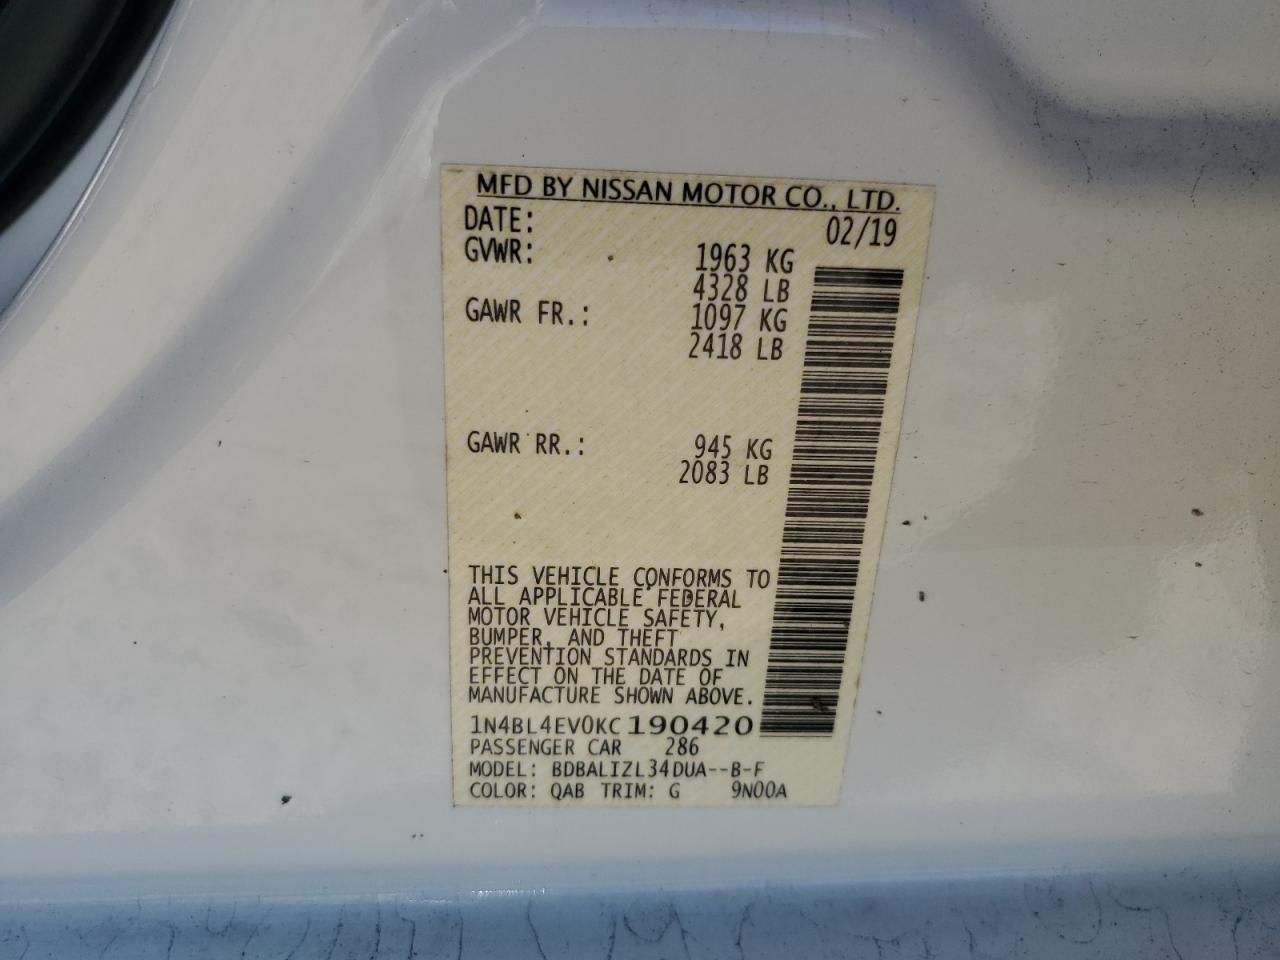 MFD BY NISSAN MOTOR CO., LTD.
DATE: 02/19
GVWR: 1963 KG
4328 LB
GAWR FR.: 1097 KG
2418 LB
GAWR RR.: 945 KG
2083 LB
THIS VEHICLE CONFORMS TO
ALL APPLICABLE FEDERAL
MOTOR VEHICLE SAFETY,
BUMPER, AND THEFT
PREVENTION STANDARDS IN
EFFECT ON THE DATE OF
MANUFACTURE SHOWN ABOVE.
1N4BL4EV0KC190420
PASSENGER CAR 286
MODEL: BDBALIZL34DUA--B-F
COLOR: QAB TRIM: G 9N00A